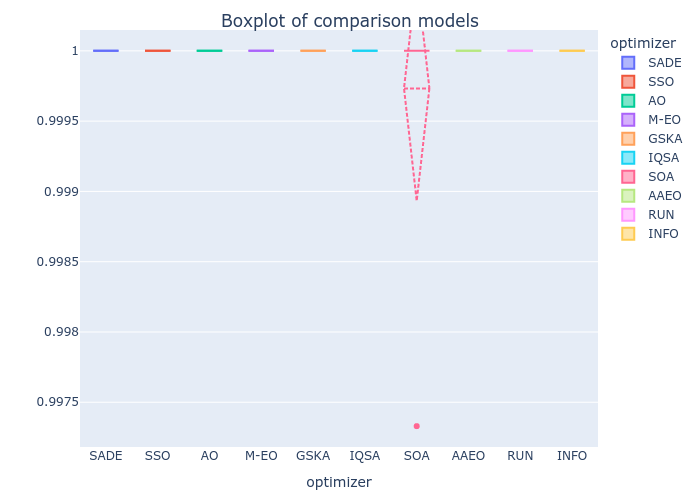 Boxplot of comparison models
optimizer
SADE
SSO
AO
M-EO
GSKA
IQSA
SOA
AAEO
RUN
INFO
1
0.9995
0.999
0.9985
0.998
0.9975
SADE SSO AO M-EO GSKA IQSA SOA AAEO RUN INFO
optimizer